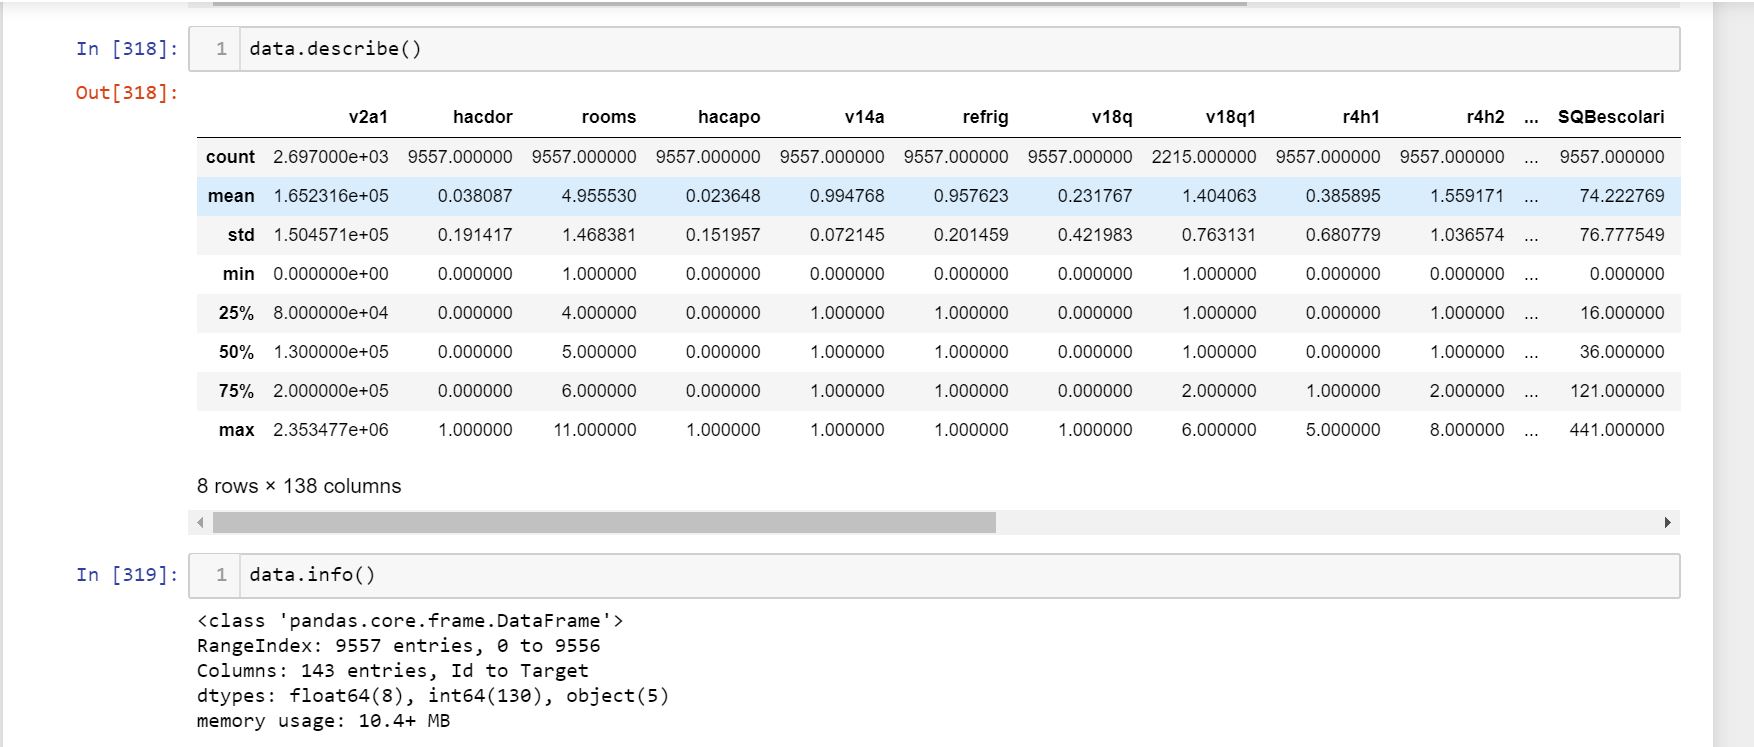 In [318]: 1 data.describe()
Out[318]:
v2a1 hacdor rooms hacapo v14a refrig v18q v18q1 r4h1 r4h2 ... SQBescolari
count 2.697000e+03 9557.000000 9557.000000 9557.000000 9557.000000 9557.000000 9557.000000 2215.000000 9557.000000 9557.000000 ... 9557.000000
mean 1.652316e+05 0.038087 4.955530 0.023648 0.994768 0.957623 0.231767 1.404063 0.385895 1.559171 ... 74.222769
std 1.504571e+05 0.191417 1.468381 0.151957 0.072145 0.201459 0.421983 0.763131 0.680779 1.036574 ... 76.777549
min 0.000000e+00 0.000000 1.000000 0.000000 0.000000 0.000000 0.000000 1.000000 0.000000 0.000000 ... 0.000000
25% 8.000000e+04 0.000000 4.000000 0.000000 1.000000 1.000000 0.000000 1.000000 0.000000 1.000000 ... 16.000000
50% 1.300000e+05 0.000000 5.000000 0.000000 1.000000 1.000000 0.000000 1.000000 0.000000 1.000000 ... 36.000000
75% 2.000000e+05 0.000000 6.000000 0.000000 1.000000 1.000000 0.000000 2.000000 1.000000 2.000000 ... 121.000000
max 2.353477e+06 1.000000 11.000000 1.000000 1.000000 1.000000 1.000000 6.000000 5.000000 8.000000 ... 441.000000
8 rows × 138 columns
In [319]: 1 data.info()
<class 'pandas.core.frame.DataFrame'>
RangeIndex: 9557 entries, 0 to 9556
Columns: 143 entries, Id to Target
dtypes: float64(8), int64(130), object(5)
memory usage: 10.4+ MB